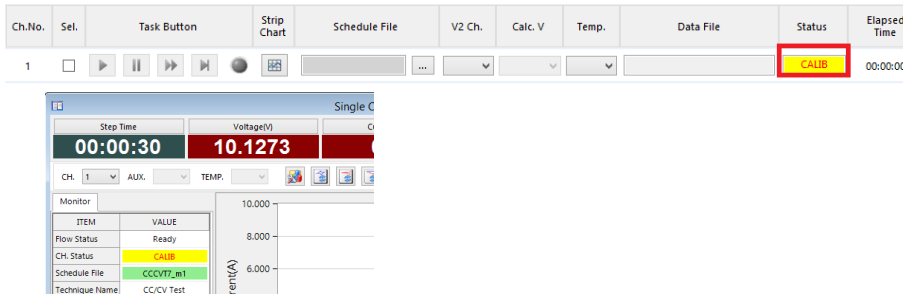 Ch.No. Sel. Task Button Strip Chart Schedule File V2 Ch. Calc. V Temp. Data File Status Elapsed Time
1 ... CALIB 00:00:00
Single C
Step Time Voltage(V)
00:00:30 10.1273
CH. 1 AUX. TEMP.
Monitor
ITEM VALUE
Flow Status Ready
CH. Status CALIB
Schedule File CCCVT7_m1
Technique Name CC/CV Test
10.000
8.000
6.000
rent(A)